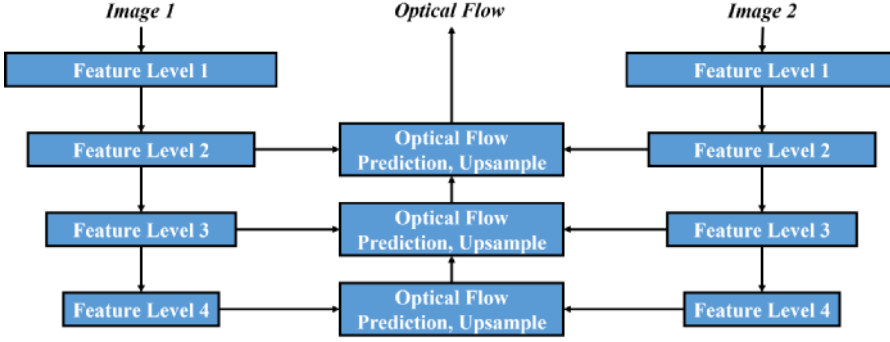 Image 1
Optical Flow
Image 2
Feature Level 1
Feature Level 1
Feature Level 2
Optical Flow
Prediction, Upsample
Feature Level 2
Feature Level 3
Optical Flow
Prediction, Upsample
Feature Level 3
Feature Level 4
Optical Flow
Prediction, Upsample
Feature Level 4